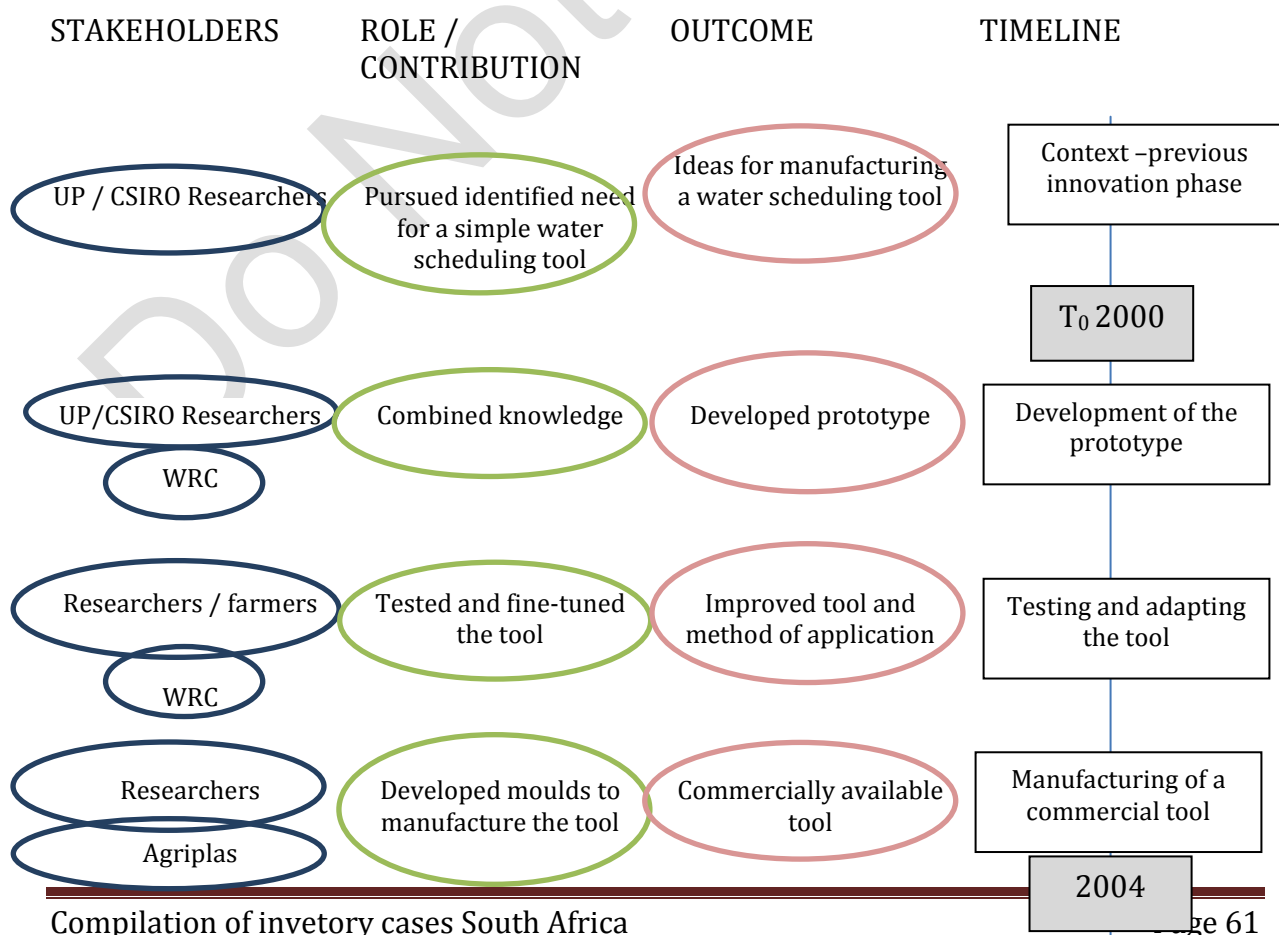 STAKEHOLDERS
ROLE /
CONTRIBUTION
OUTCOME
TIMELINE
UP / CSIRO Researchers
Pursued identified need
for a simple water
scheduling tool
Ideas for manufacturing
a water scheduling tool
Context –previous
innovation phase
T₀ 2000
UP/CSIRO Researchers
WRC
Combined knowledge
Developed prototype
Development of the
prototype
Researchers / farmers
WRC
Tested and fine-tuned
the tool
Improved tool and
method of application
Testing and adapting
the tool
Researchers
Agriplas
Developed moulds to
manufacture the tool
Commercially available
tool
Manufacturing of a
commercial tool
2004
Do Not
Compilation of invetory cases South Africa
ge 61